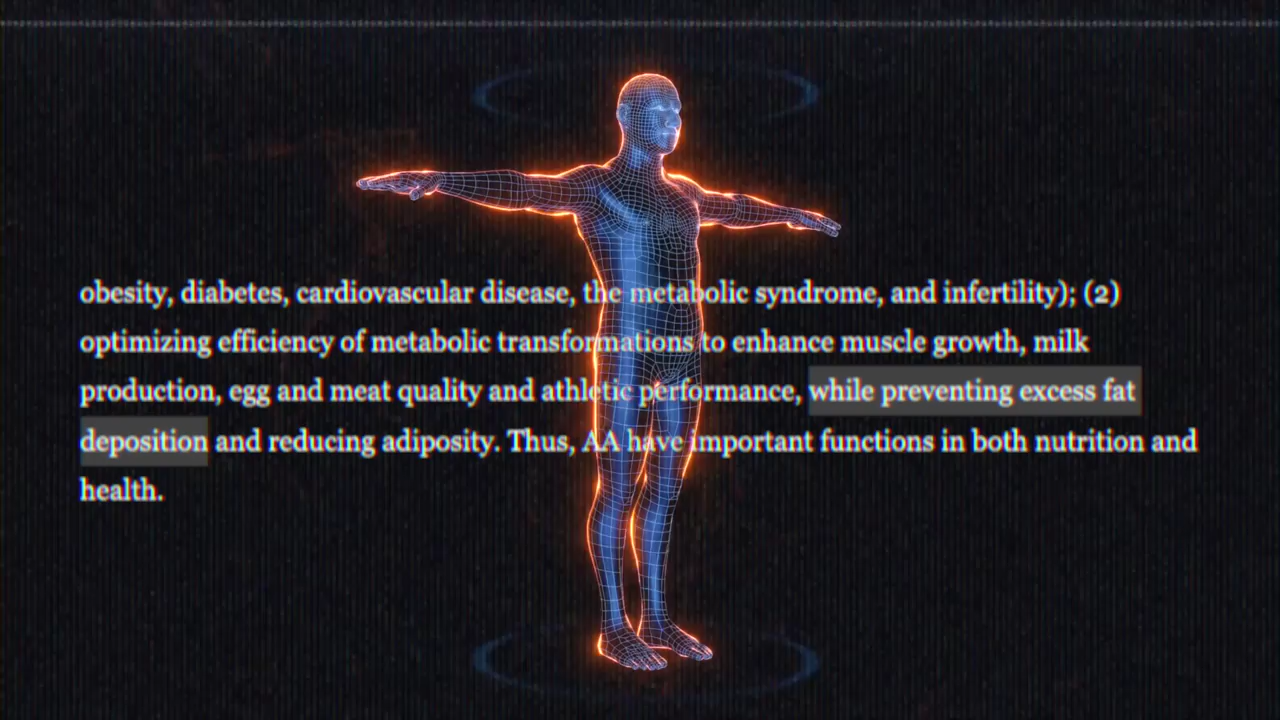 obesity, diabetes, cardiovascular disease, the metabolic syndrome, and infertility); (2)
optimizing efficiency of metabolic transformations to enhance muscle growth, milk
production, egg and meat quality and athletic performance, while preventing excess fat
deposition and reducing adiposity. Thus, AA have important functions in both nutrition and
health.